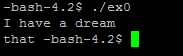 -bash-4.2$ ./ex0
I have a dream
that -bash-4.2$